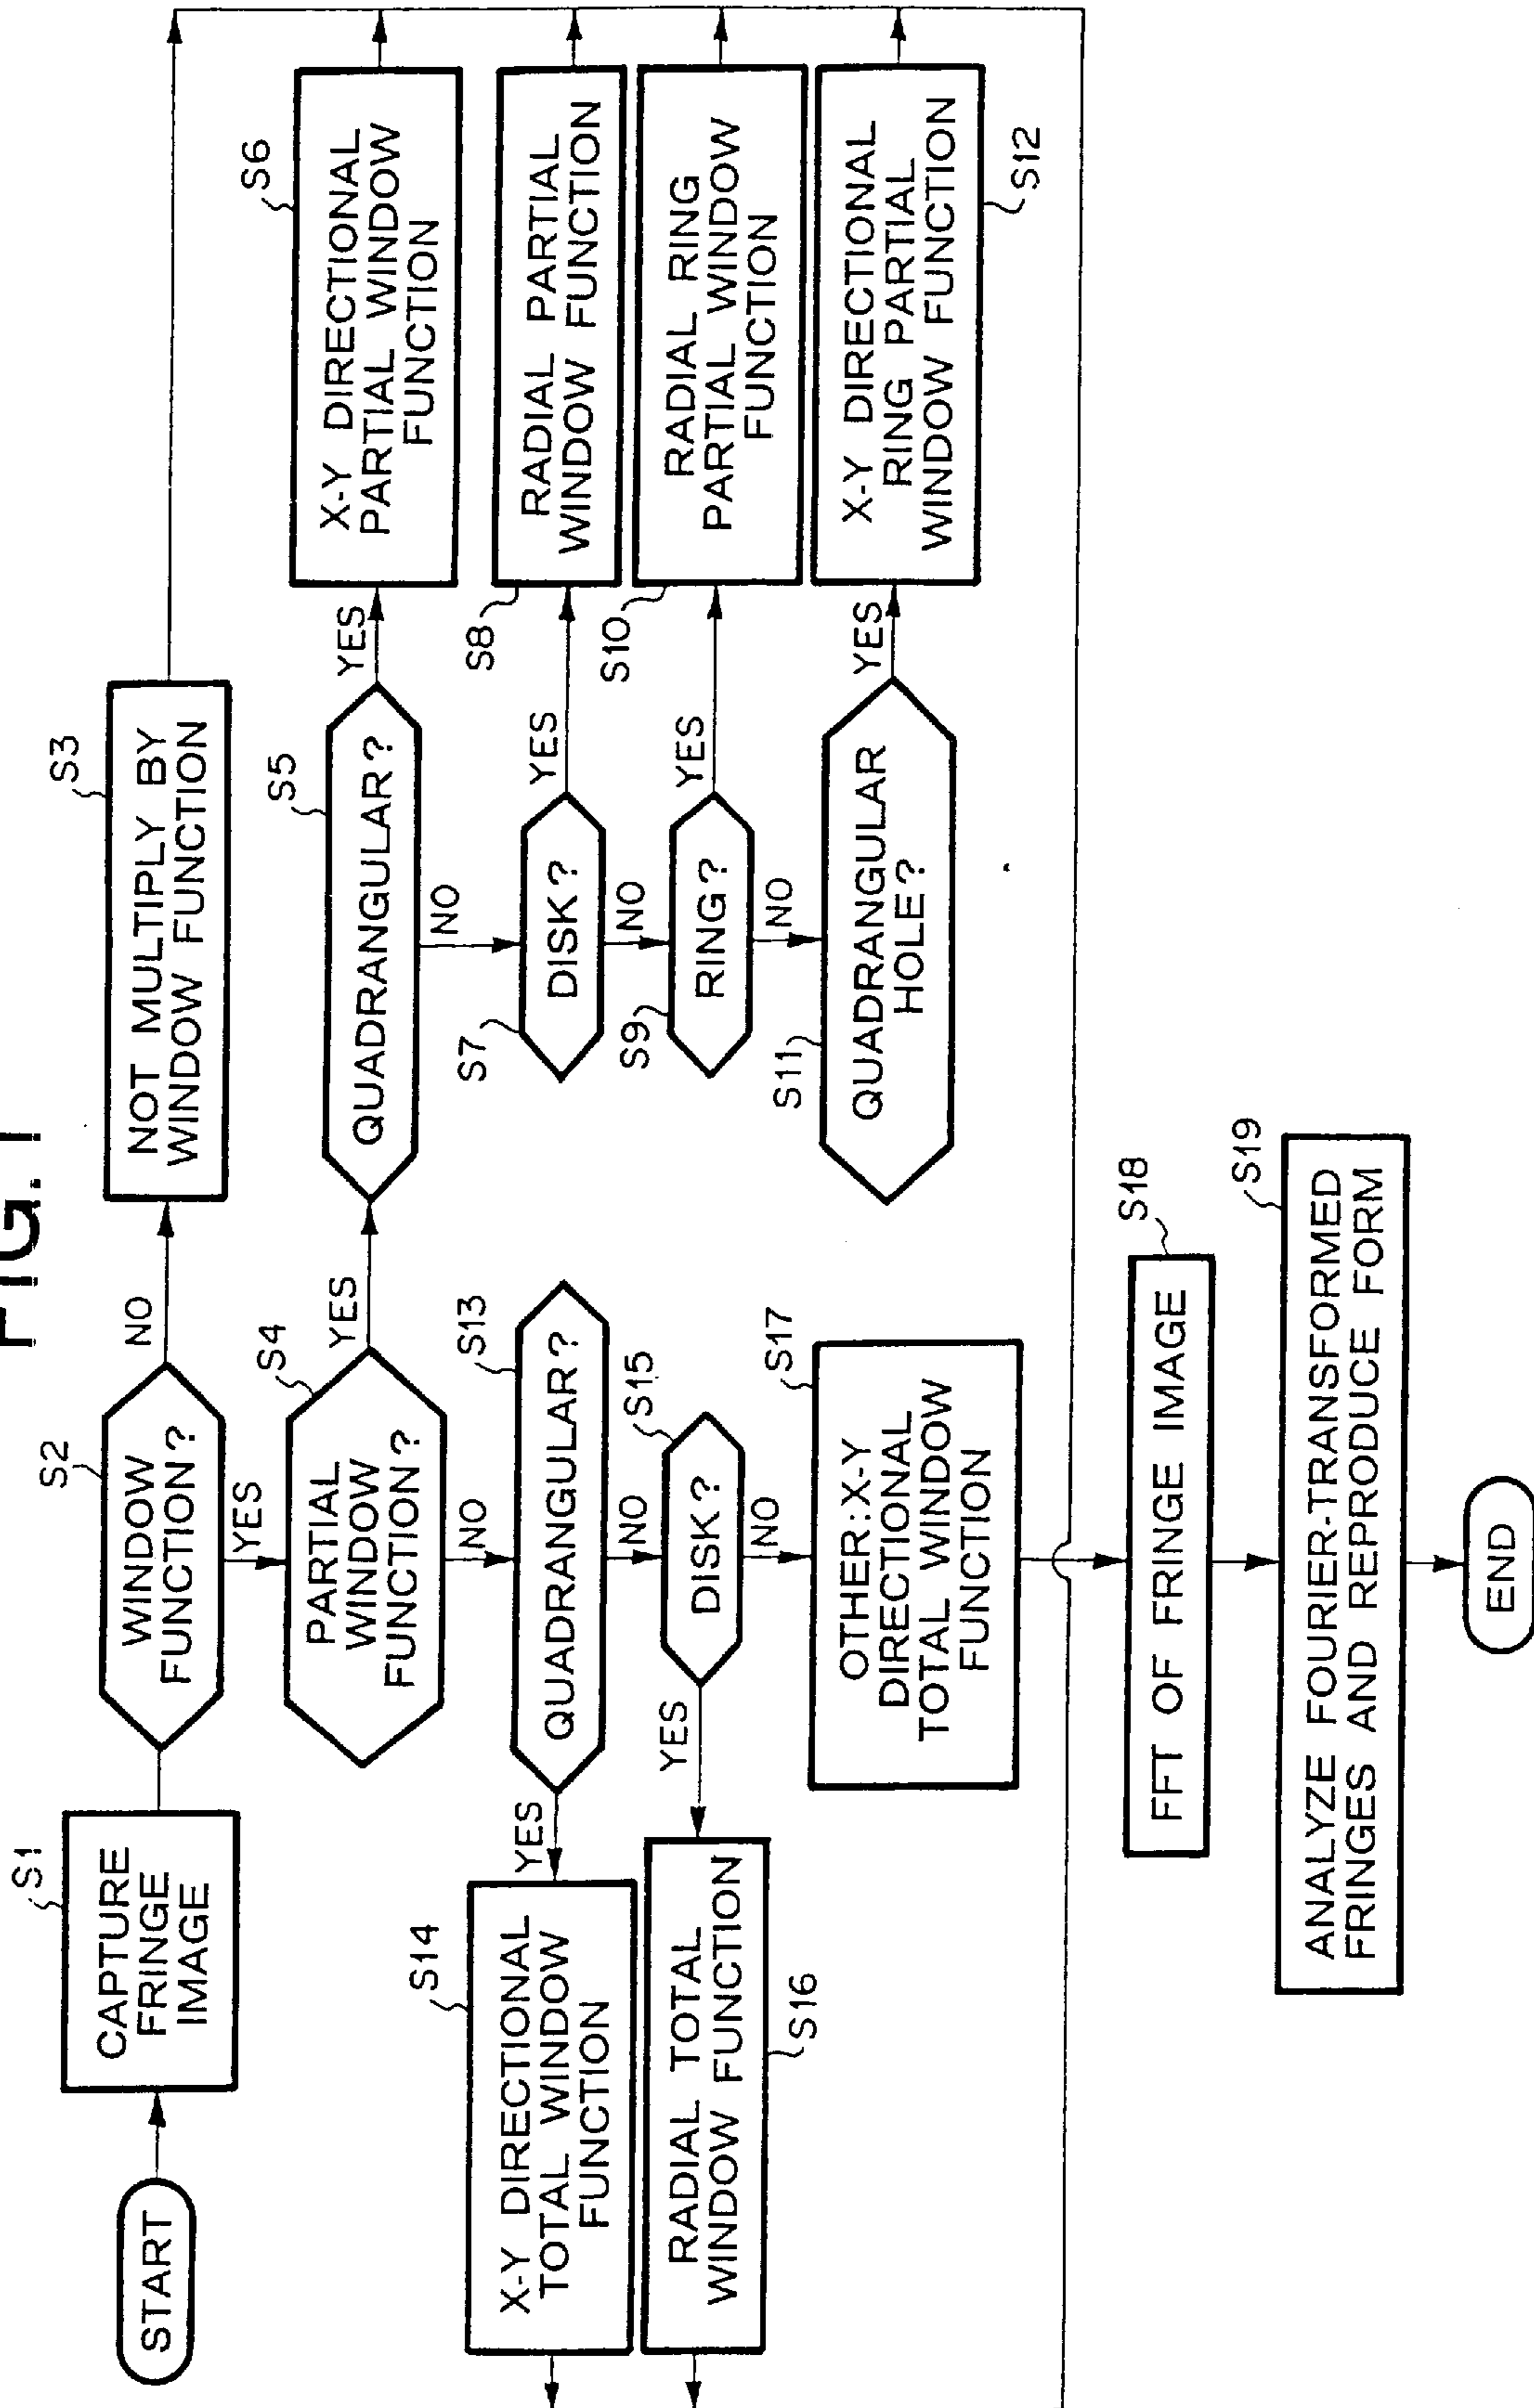 FIG. 1
START
S1
CAPTURE
FRINGE
IMAGE
S2
WINDOW
FUNCTION?
NO
YES
S3
NOT MULTIPLY BY
WINDOW FUNCTION
S4
PARTIAL
WINDOW
FUNCTION?
YES
NO
S5
QUADRANGULAR?
YES
NO
S6
X-Y DIRECTIONAL
PARTIAL WINDOW
FUNCTION
S7
DISK?
YES
NO
S8
RADIAL PARTIAL
WINDOW FUNCTION
S9
RING?
YES
NO
S10
RADIAL RING
PARTIAL WINDOW
FUNCTION
S11
QUADRANGULAR
HOLE?
YES
X-Y DIRECTIONAL
RING PARTIAL
WINDOW FUNCTION
S12
S13
QUADRANGULAR?
YES
NO
S14
X-Y DIRECTIONAL
TOTAL WINDOW
FUNCTION
S15
DISK?
YES
NO
RADIAL TOTAL
WINDOW FUNCTION
S16
S17
OTHER:X-Y
DIRECTIONAL
TOTAL WINDOW
FUNCTION
S18
FFT OF FRINGE IMAGE
S19
ANALYZE FOURIER-TRANSFORMED
FRINGES AND REPRODUCE FORM
END